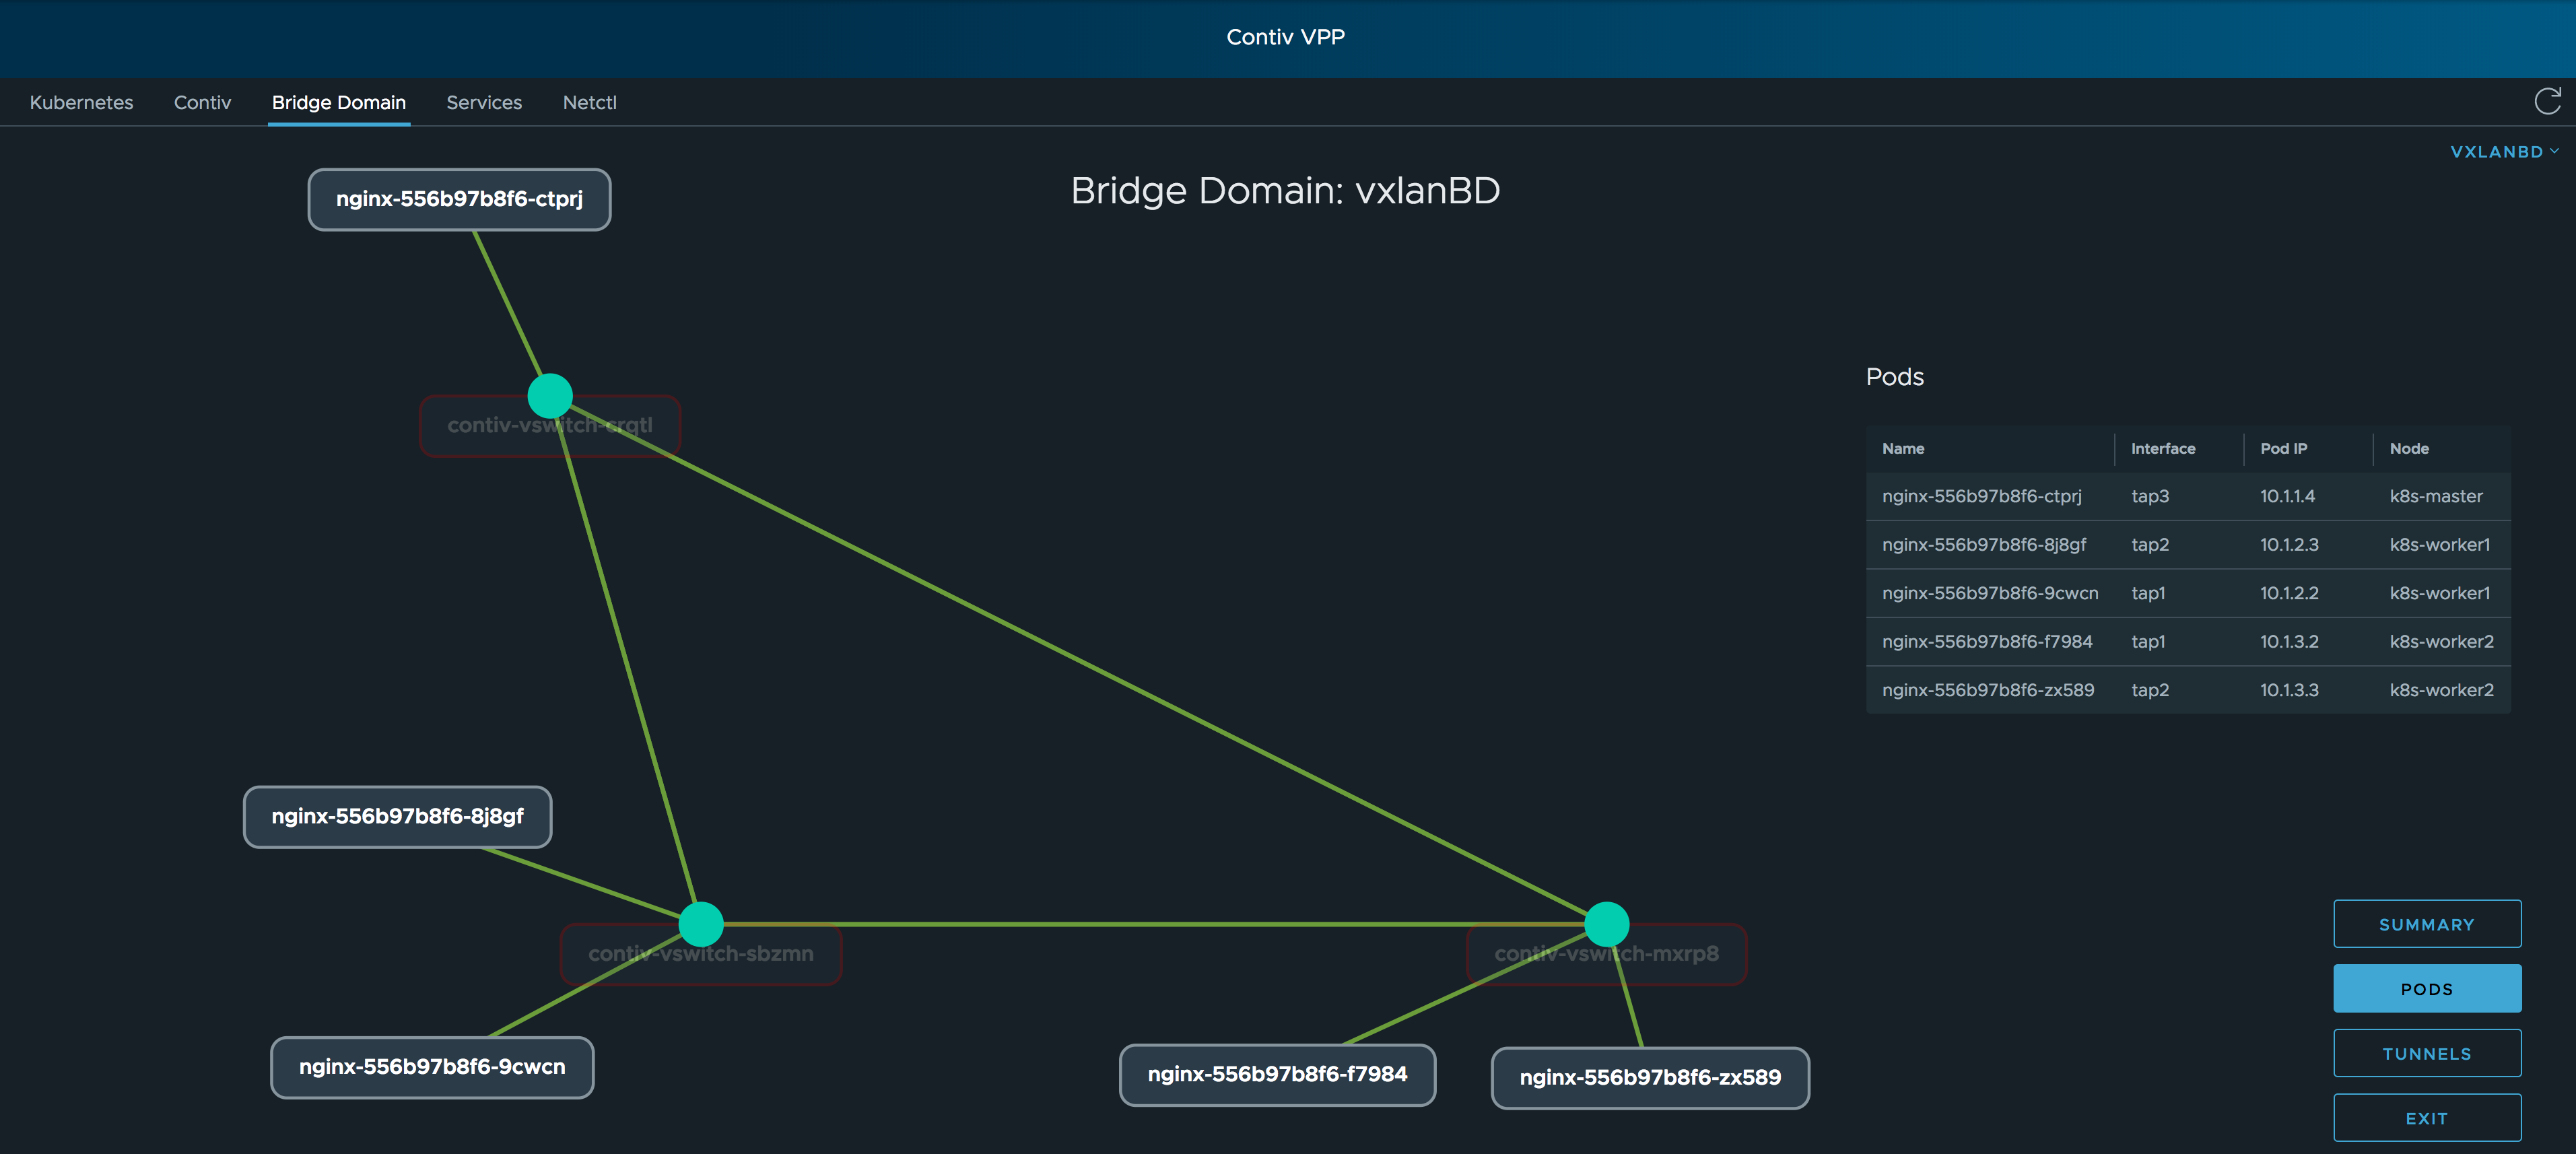 Contiv VPP
Kubernetes Contiv Bridge Domain Services Netctl
VXLANBD
Bridge Domain: vxlanBD
nginx-556b97b8f6-ctprj
contiv-vswitch-crqtl
nginx-556b97b8f6-8j8gf
contiv-vswitch-sbzmn
contiv-vswitch-mxrp8
nginx-556b97b8f6-9cwcn
nginx-556b97b8f6-f7984
nginx-556b97b8f6-zx589
Pods
Name Interface Pod IP Node
nginx-556b97b8f6-ctprj tap3 10.1.1.4 k8s-master
nginx-556b97b8f6-8j8gf tap2 10.1.2.3 k8s-worker1
nginx-556b97b8f6-9cwcn tap1 10.1.2.2 k8s-worker1
nginx-556b97b8f6-f7984 tap1 10.1.3.2 k8s-worker2
nginx-556b97b8f6-zx589 tap2 10.1.3.3 k8s-worker2
SUMMARY
PODS
TUNNELS
EXIT